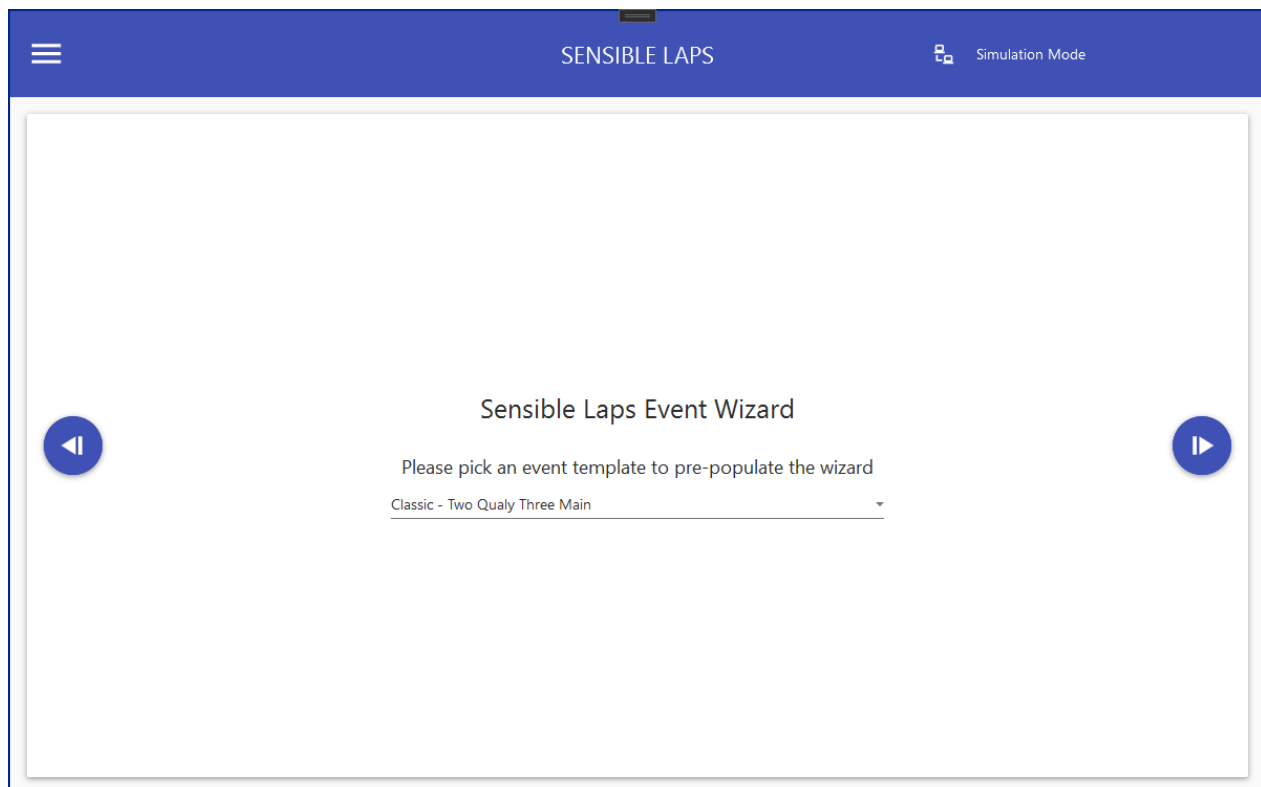 SENSIBLE LAPS
Simulation Mode
Sensible Laps Event Wizard
Please pick an event template to pre-populate the wizard
Classic - Two Qualy Three Main